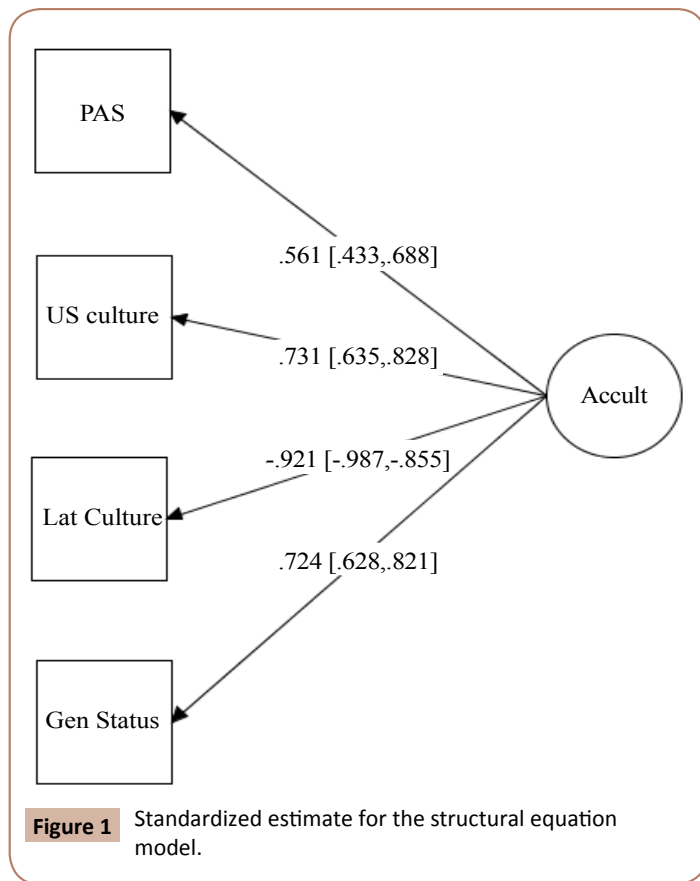 PAS
.561 [.433,.688]
US culture
.731 [.635,.828]
Accult
-.921 [-.987,-.855]
Lat Culture
.724 [.628,.821]
Gen Status
Figure 1 Standardized estimate for the structural equation
model.